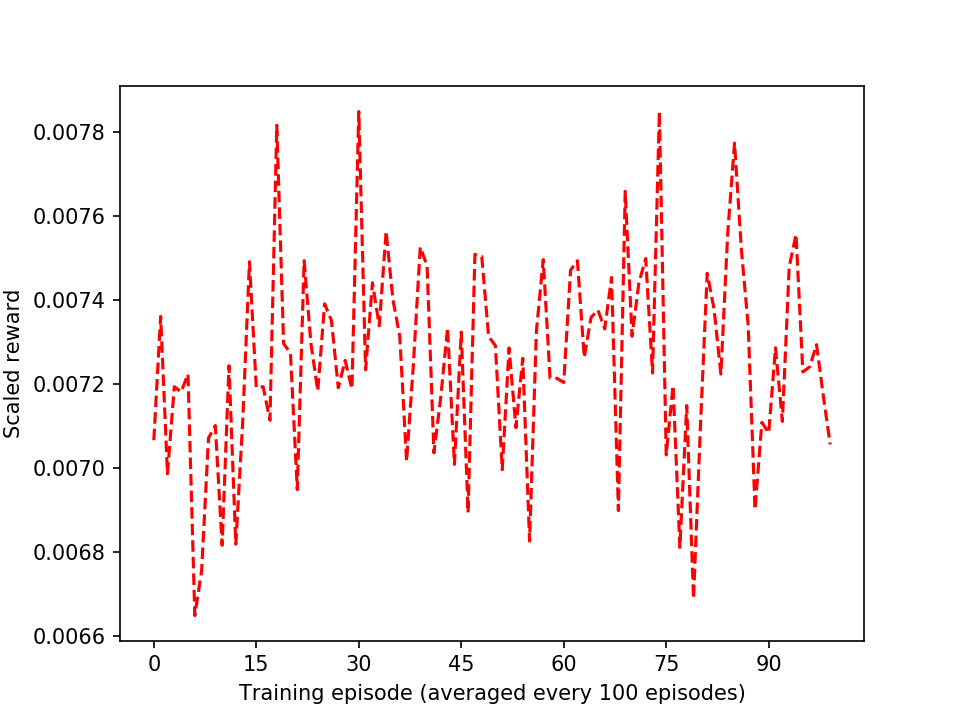 0.0078
0.0076
0.0074
0.0072
0.0070
0.0068
0.0066
Scaled reward
0 15 30 45 60 75 90
Training episode (averaged every 100 episodes)